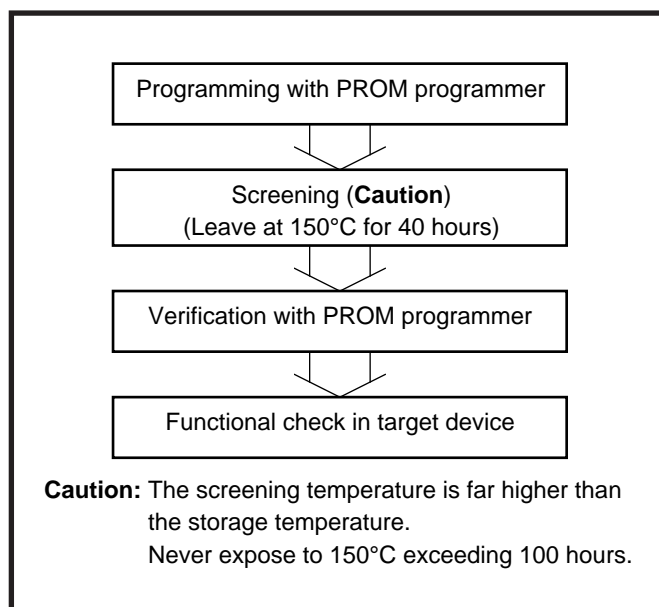 Programming with PROM programmer
Screening (Caution)
(Leave at 150°C for 40 hours)
Verification with PROM programmer
Functional check in target device
Caution: The screening temperature is far higher than
the storage temperature.
Never expose to 150°C exceeding 100 hours.